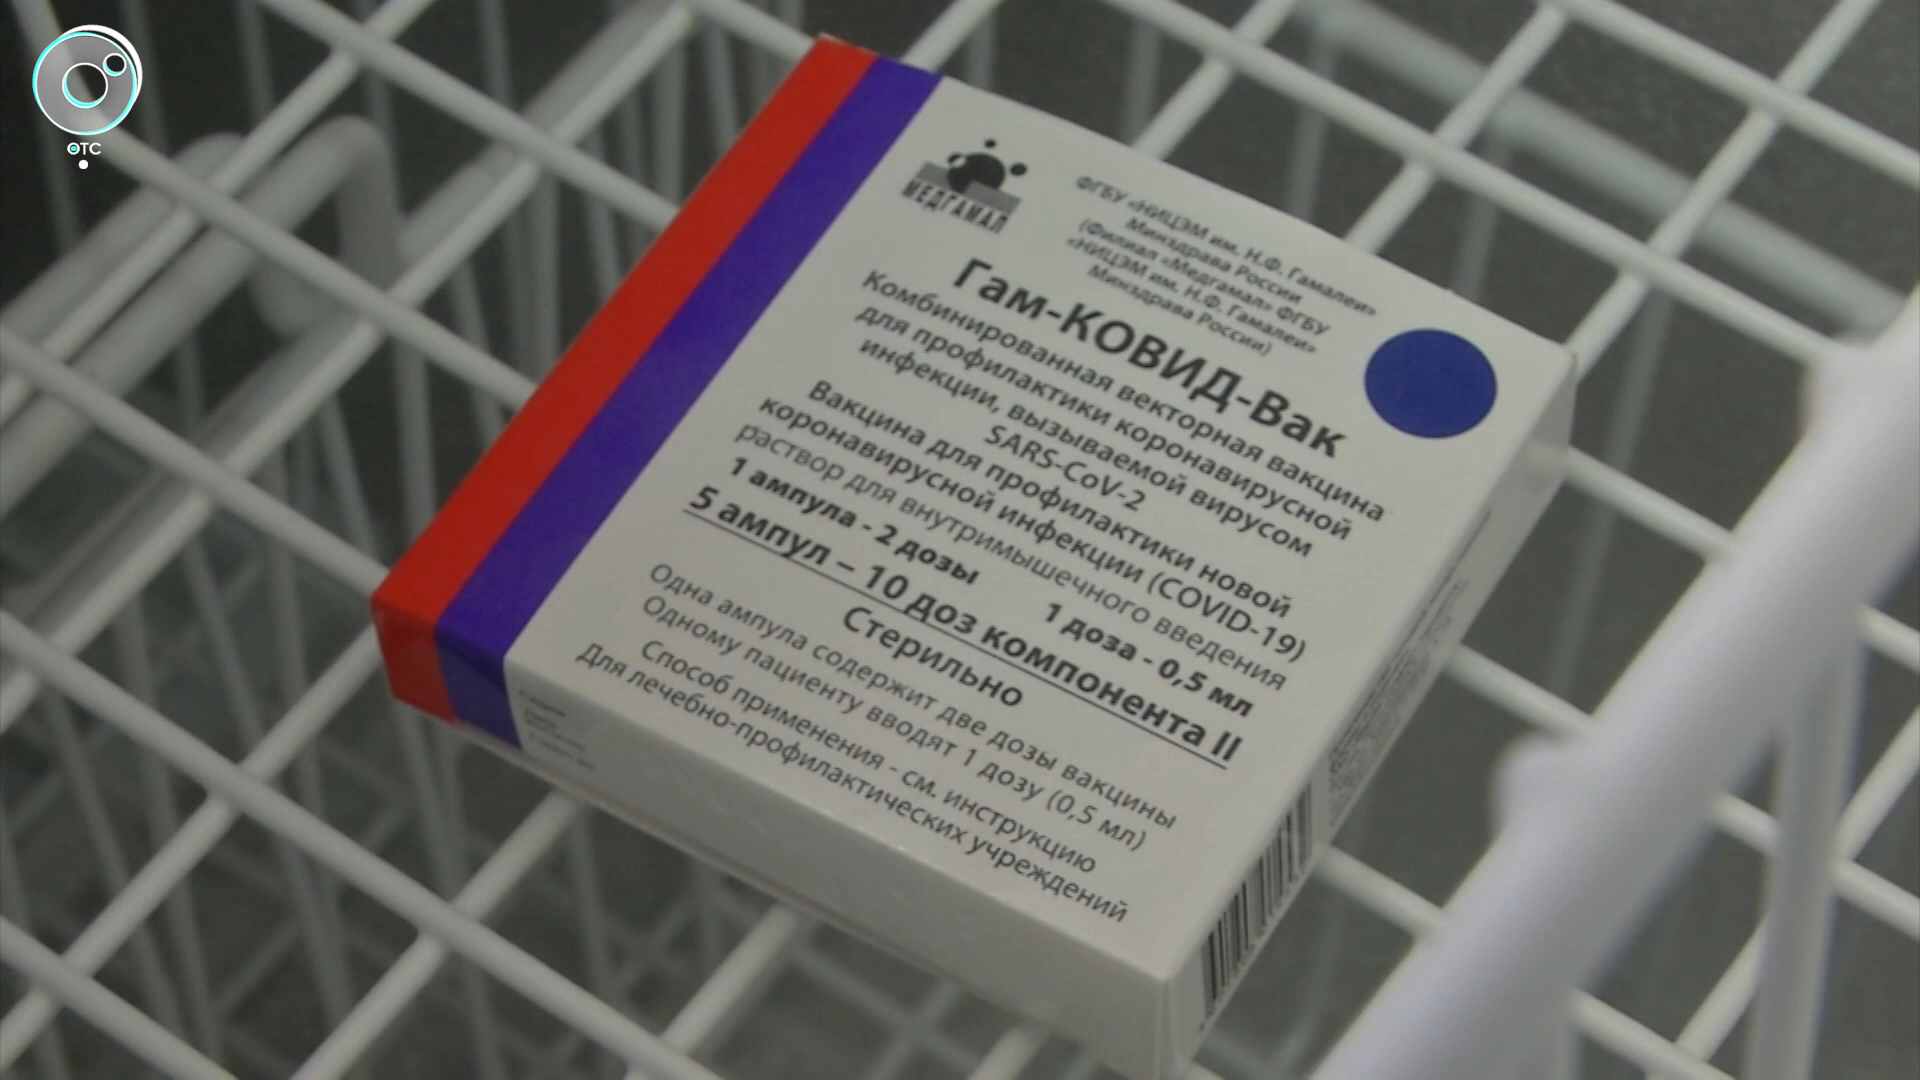 ОТС
МЕДГАМАЛ
ФГБУ «НИЦЭМ им. Н.Ф. Гамалеи»
Минздрава России
(Филиал «Медгамал» ФГБУ
«НИЦЭМ им. Н.Ф. Гамалеи»
Минздрава России)
Гам-КОВИД-Вак
Комбинированная векторная вакцина
для профилактики коронавирусной
инфекции, вызываемой вирусом
SARS-CoV-2
Вакцина для профилактики новой
коронавирусной инфекции (COVID-19)
раствор для внутримышечного введения
1 ампула - 2 дозы 1 доза - 0,5 мл
5 ампул – 10 доз компонента II
Стерильно
Одна ампула содержит две дозы вакцины
Одному пациенту вводят 1 дозу (0,5 мл)
Способ применения - см. инструкцию
Для лечебно-профилактических учреждений